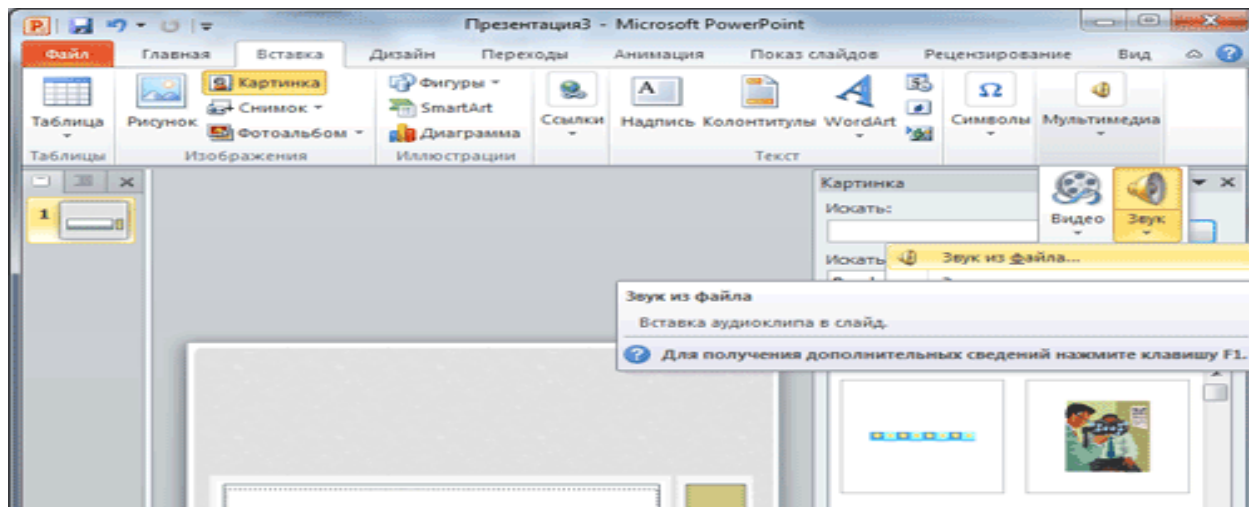 Презентация3 - Microsoft PowerPoint
Файл Главная Вставка Дизайн Переходы Анимация Показ слайдов Рецензирование Вид
Таблица
Таблицы
Рисунок
Картинка
Снимок
Фотоальбом
Изображения
Фигуры
SmartArt
Диаграмма
Иллюстрации
Ссылки
Надпись Колонтитулы WordArt
Текст
Символы
Мультимедиа
1
Картинка
Искать:
Видео Звук
Искать
Звук из файла...
Звук из файла
Вставка аудиоклипа в слайд.
Для получения дополнительных сведений нажмите клавишу F1.